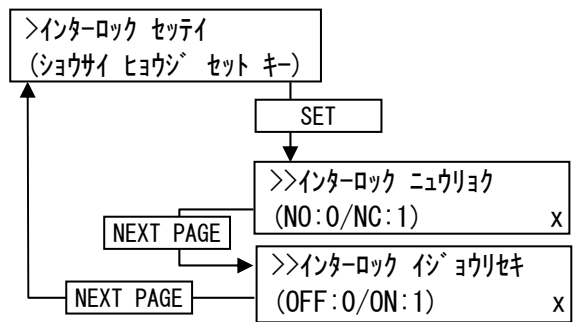 >インターロック セッテイ
(ショウサイ ヒョウジ セット キー)
SET
>>インターロック ニュウリョク
(NO:0/NC:1) x
NEXT PAGE
>>インターロック イジョウリセキ
(OFF:0/ON:1) x
NEXT PAGE